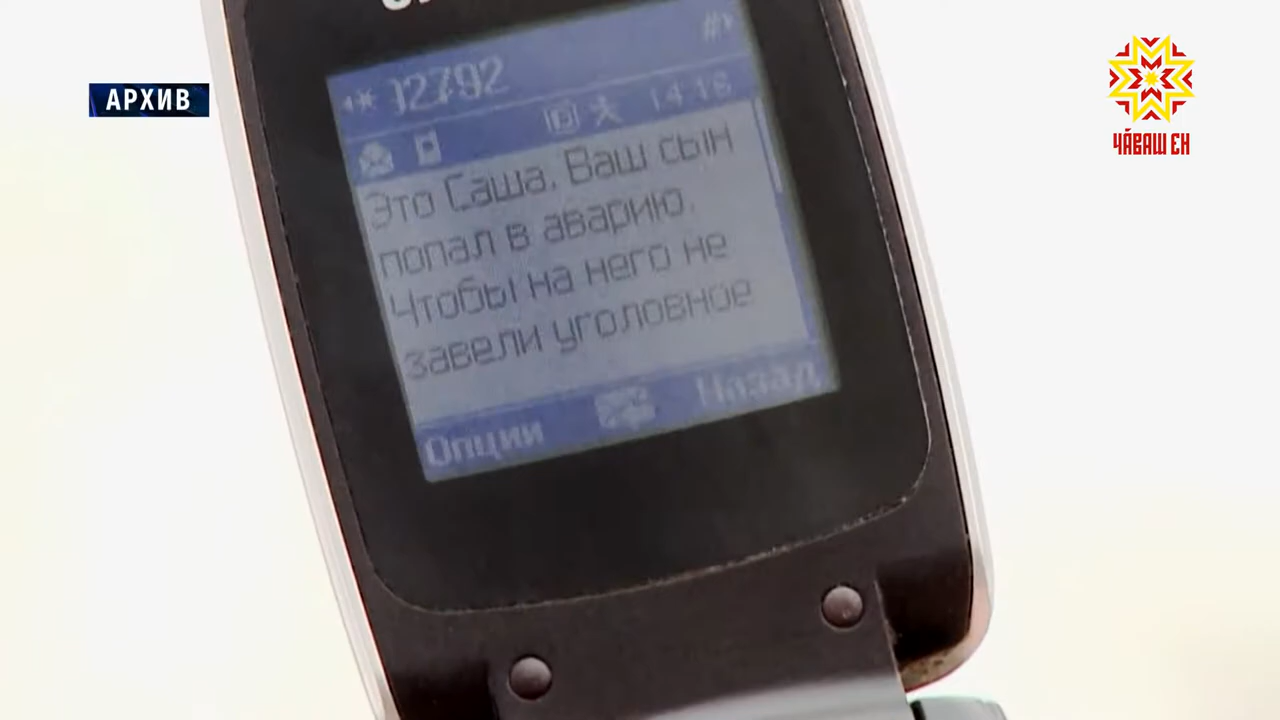 АРХИВ
ЧӐВАШ ЕН
12792
14:16
Это Саша. Ваш сын
попал в аварию.
Чтобы на него не
завели уголовное
Опции
Назад